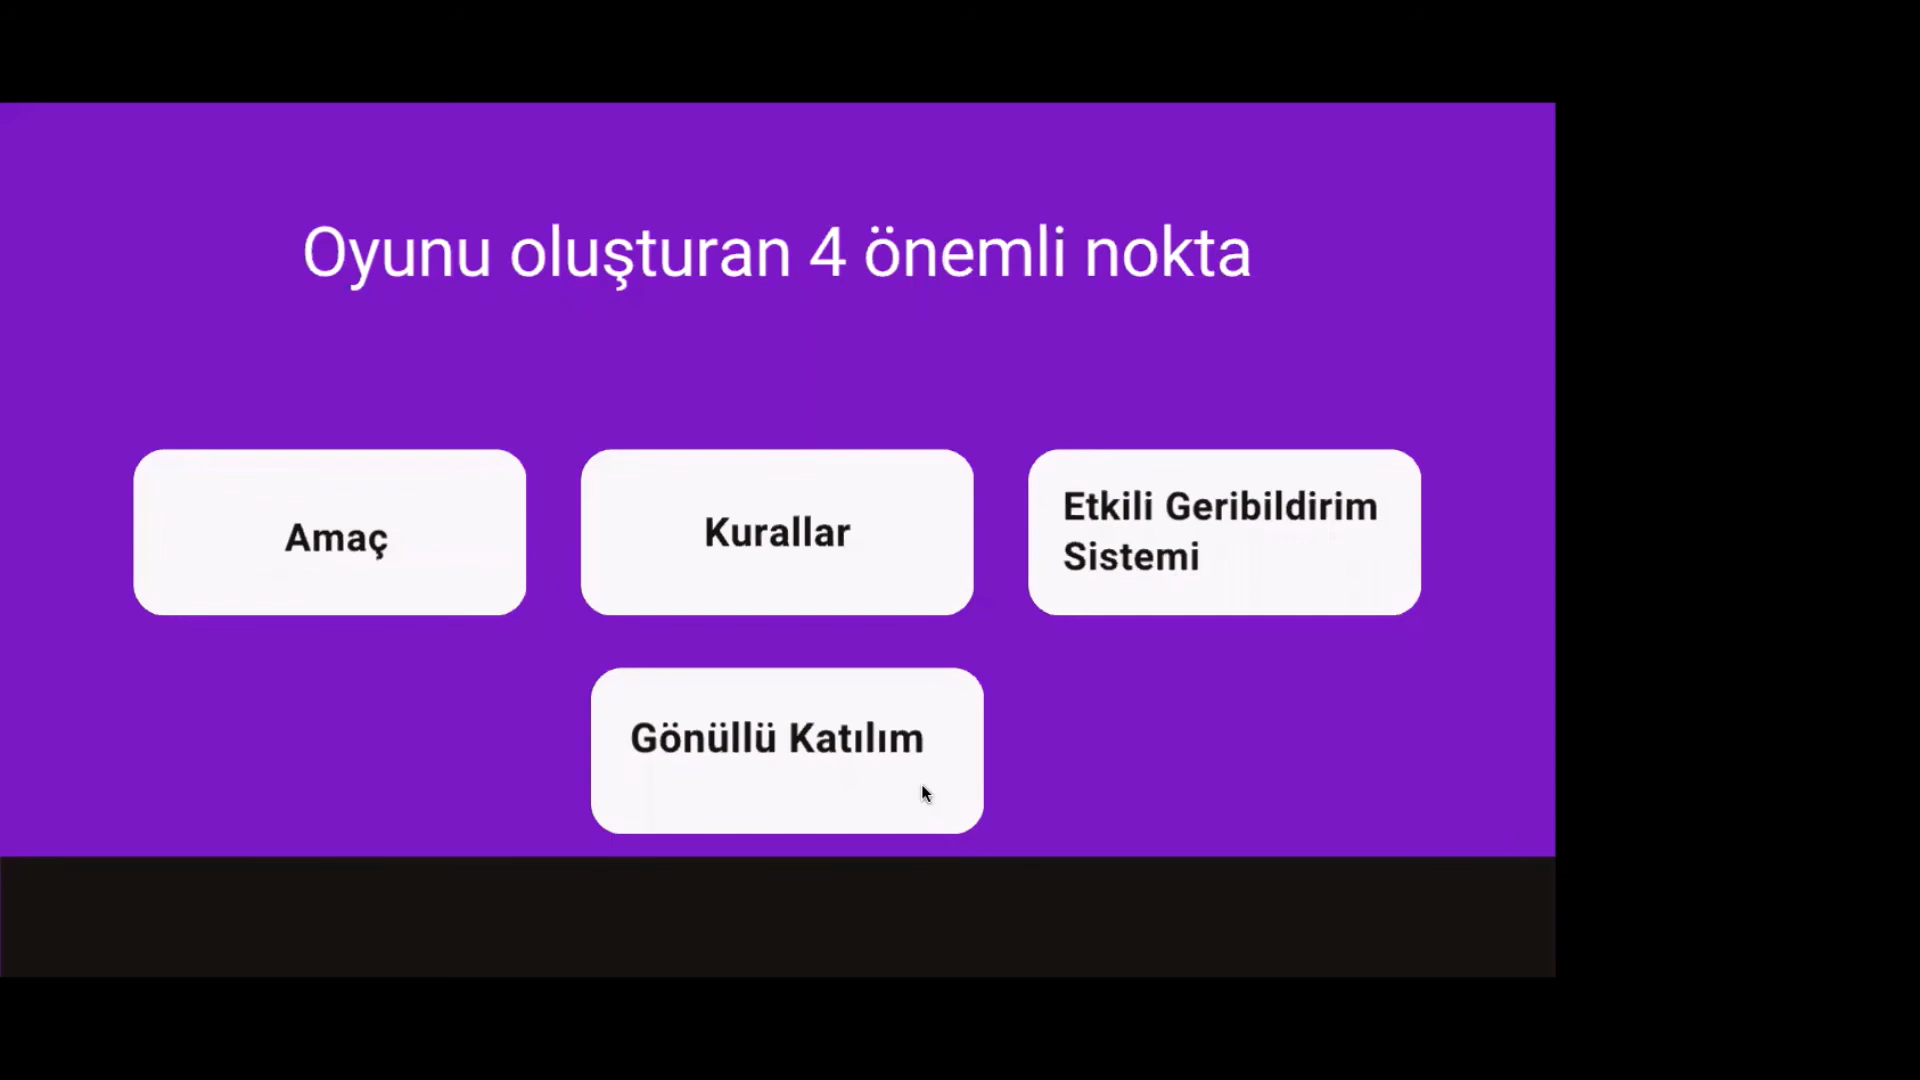 Oyunu oluşturan 4 önemli nokta
Amaç
Kurallar
Etkili Geribildirim
Sistemi
Gönüllü Katılım